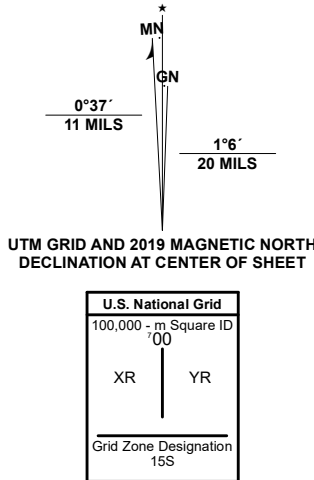 ★
MN
GN
0°37´
11 MILS
1°6´
20 MILS
UTM GRID AND 2019 MAGNETIC NORTH
DECLINATION AT CENTER OF SHEET
U.S. National Grid
100,000 - m Square ID
⁷00
XR YR
Grid Zone Designation
15S